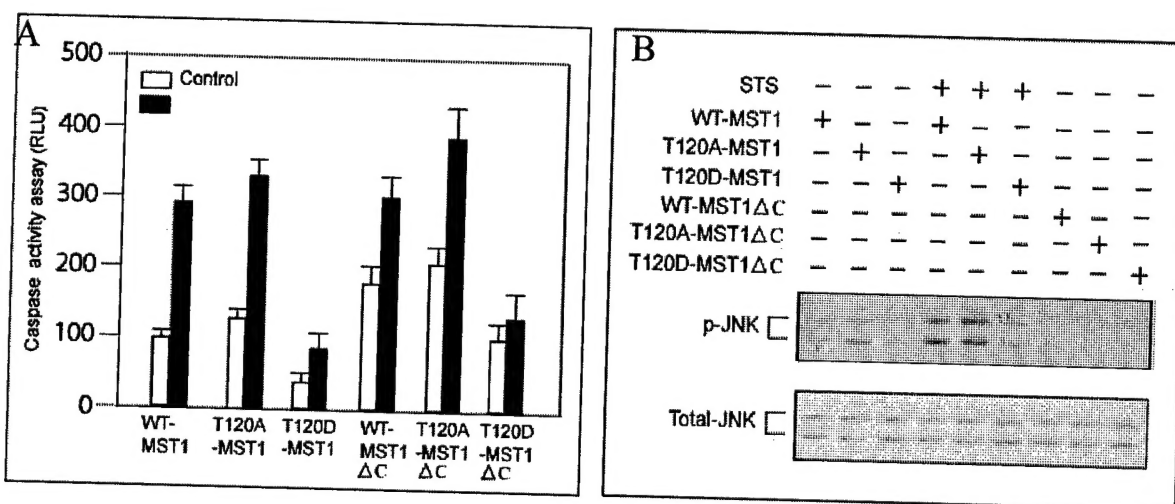 A
500
400
300
200
100
0
Caspase activity assay (RLU)
Control
WT-
MST1
T120A
-MST1
T120D
-MST1
WT-
MST1
ΔC
T120A
-MST1
ΔC
T120D
-MST1
ΔC
B
STS − − − + + + − − −
WT-MST1 + − − + − − − − −
T120A-MST1 − + − − + − − − −
T120D-MST1 − − + − − + − − −
WT-MST1ΔC − − − − − − + − −
T120A-MST1ΔC − − − − − − − + −
T120D-MST1ΔC − − − − − − − − +
p-JNK
Total-JNK